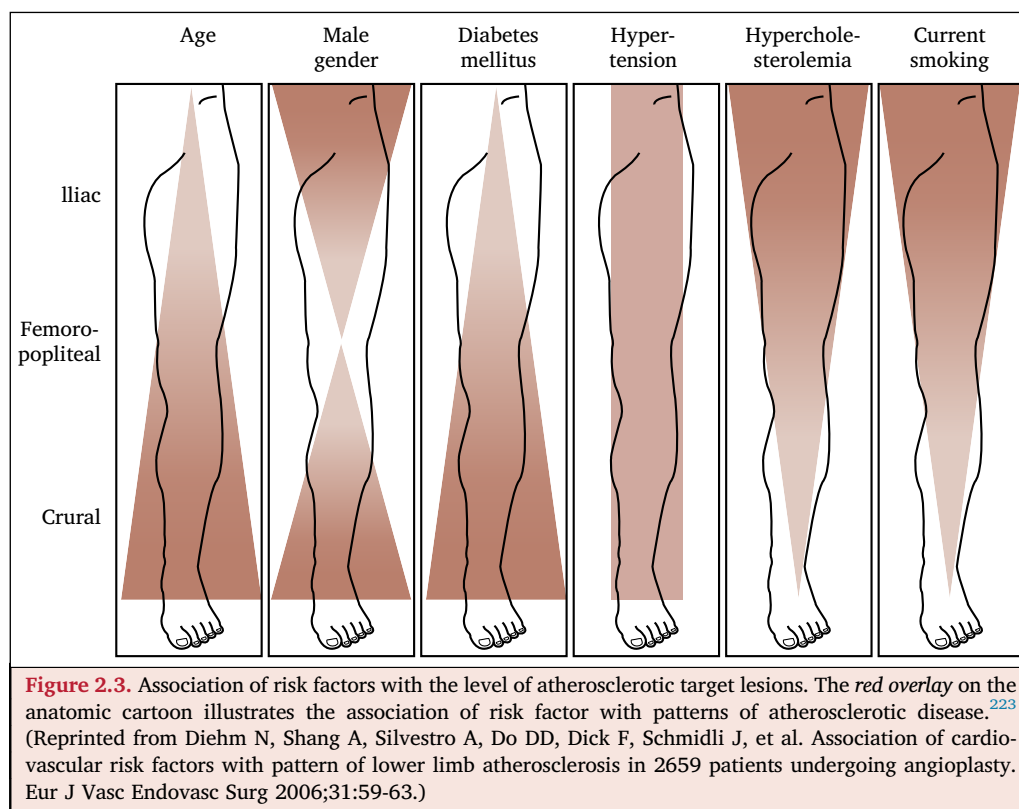 Age
Male
gender
Diabetes
mellitus
Hyper-
tension
Hyperchole-
sterolemia
Current
smoking
Iliac
Femoro-
popliteal
Crural
Figure 2.3. Association of risk factors with the level of atherosclerotic target lesions. The red overlay on the
anatomic cartoon illustrates the association of risk factor with patterns of atherosclerotic disease.223
(Reprinted from Diehm N, Shang A, Silvestro A, Do DD, Dick F, Schmidli J, et al. Association of cardio-
vascular risk factors with pattern of lower limb atherosclerosis in 2659 patients undergoing angioplasty.
Eur J Vasc Endovasc Surg 2006;31:59-63.)